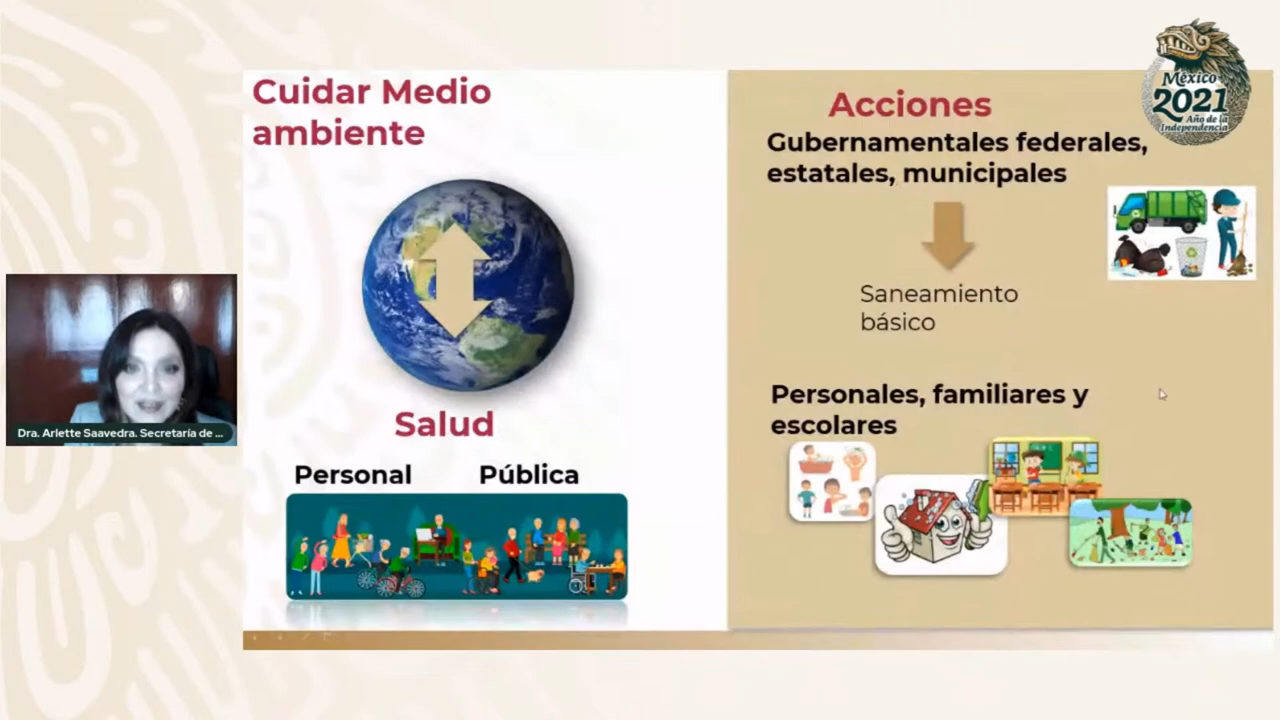 Cuidar Medio
ambiente
Salud
Personal Pública
Acciones
Gubernamentales federales,
estatales, municipales
Saneamiento
básico
Personales, familiares y
escolares
México
2021
Año de la
Independencia
Dra. Arlette Saavedra. Secretaría de ...